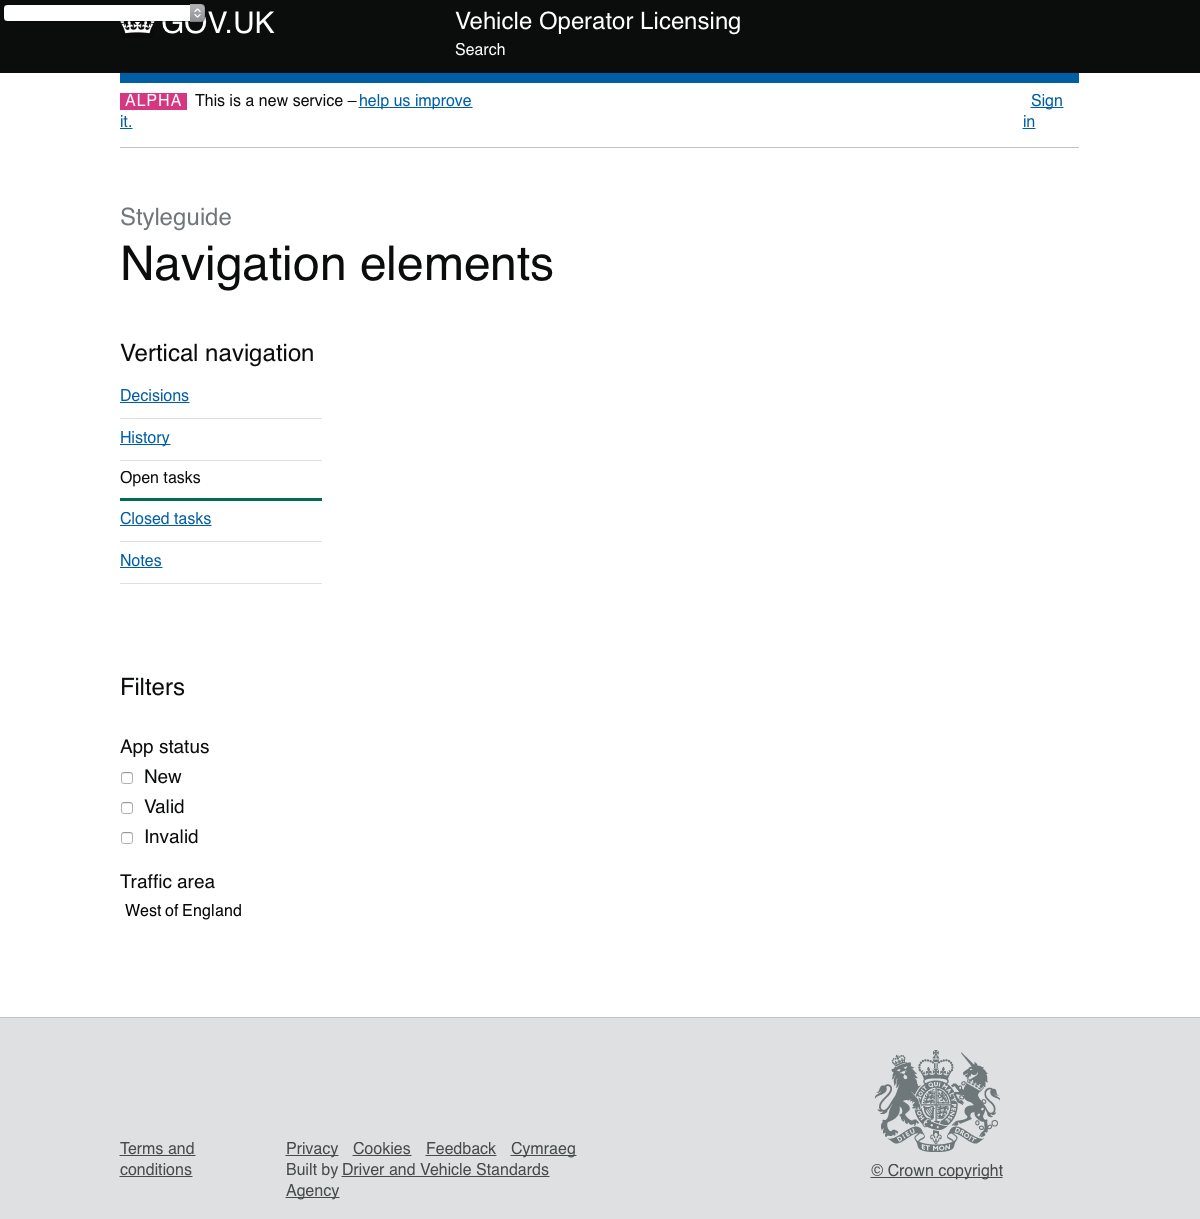 GOV.UK
Vehicle Operator Licensing
Search
ALPHA This is a new service – help us improve it.
Sign in
Styleguide
Navigation elements
Vertical navigation
Decisions
History
Open tasks
Closed tasks
Notes
Filters
App status
New
Valid
Invalid
Traffic area
West of England
Terms and conditions
Privacy Cookies Feedback Cymraeg
Built by Driver and Vehicle Standards
Agency
DIEU ET MON DROIT
© Crown copyright